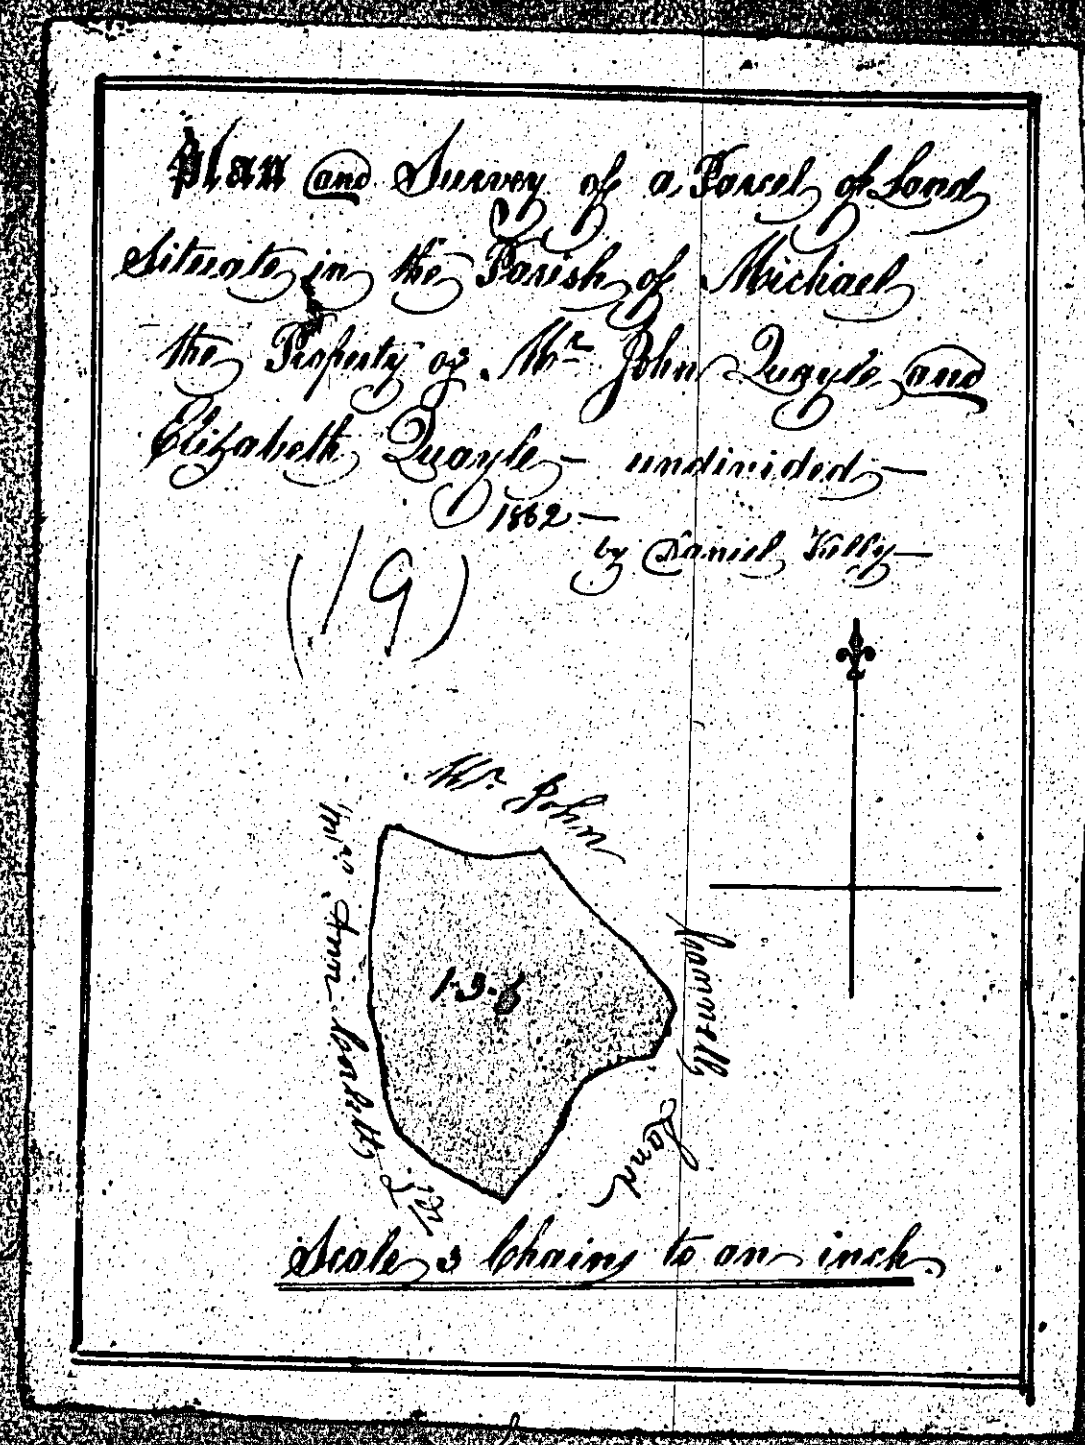 Plan and Survey of a Parcel of Land
Situate in the Parish of Michael
the Property of Mr John Quayle and
Elizabeth Quayle – undivided –
1862 –
by Daniel Kelly –
(19)
Mr John
Cannell
Land
Mrs. Ann Corlett
1.3.
Scale 3 Chains to an inch